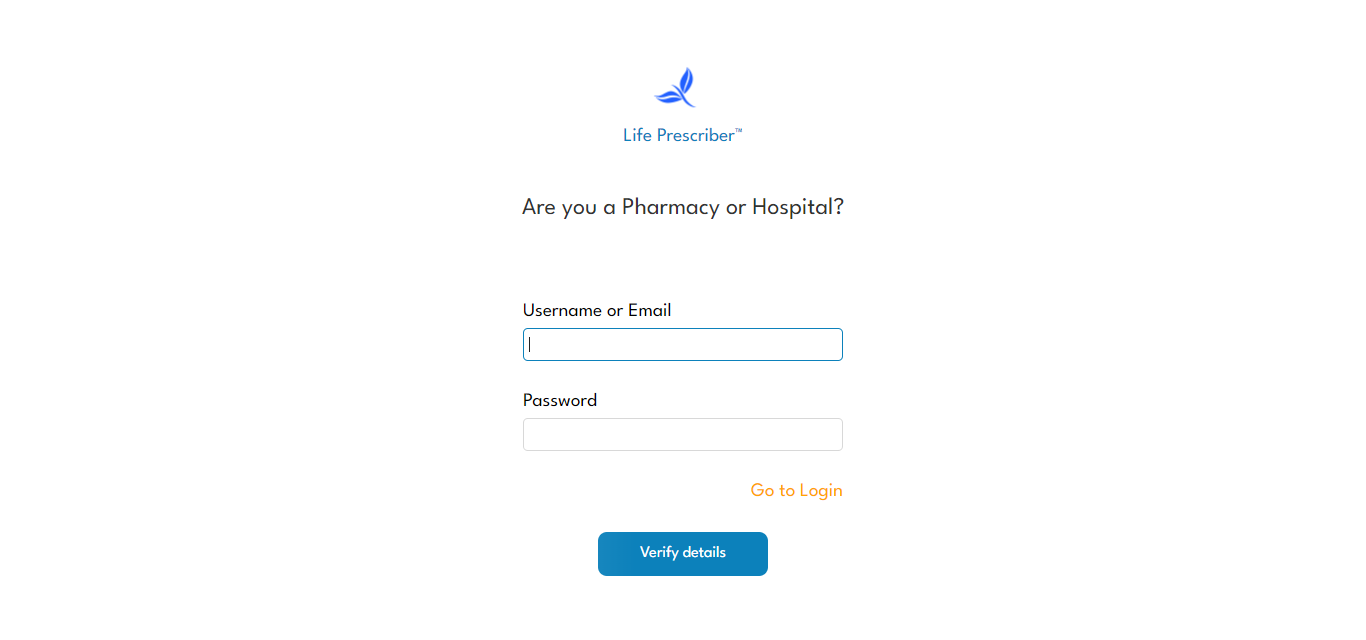 Life Prescriber™
Are you a Pharmacy or Hospital?
Username or Email
Password
Go to Login
Verify details